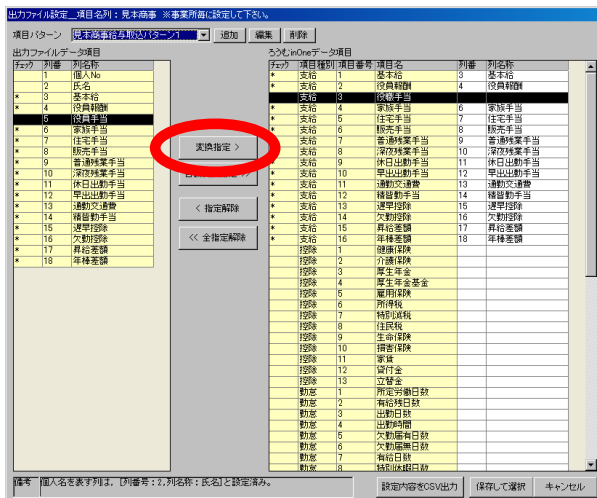 出力ファイル設定__項目名列：見本商事 ※事業所毎に設定して下さい。
項目パターン 見本商事給与取込パターン1 追加 編集 削除
出力ファイルデータ項目
ﾁｪｯｸ 列番 列名称
1 個人No
2 氏名
* 3 基本給
* 4 役員報酬
5 役員手当
* 6 家族手当
* 7 住宅手当
* 8 販売手当
* 9 普通残業手当
* 10 深夜残業手当
* 11 休日出勤手当
* 12 早出出勤手当
* 13 通勤交通費
* 14 精皆勤手当
* 15 遅早控除
* 16 欠勤控除
* 17 昇給差額
* 18 年棒差額
変換指定 >
< 指定解除
<< 全指定解除
ろうむinOneデータ項目
ﾁｪｯｸ 項目種別 項目番号 項目名 列番 列名称
* 支給 1 基本給 3 基本給
* 支給 2 役員報酬 4 役員報酬
支給 3 役職手当
* 支給 4 家族手当 6 家族手当
* 支給 5 住宅手当 7 住宅手当
* 支給 6 販売手当 8 販売手当
* 支給 7 普通残業手当 9 普通残業手当
* 支給 8 深夜残業手当 10 深夜残業手当
* 支給 9 休日出勤手当 11 休日出勤手当
* 支給 10 早出出勤手当 12 早出出勤手当
* 支給 11 通勤交通費 13 通勤交通費
* 支給 12 精皆勤手当 14 精皆勤手当
* 支給 13 遅早控除 15 遅早控除
* 支給 14 欠勤控除 16 欠勤控除
* 支給 15 昇給差額 17 昇給差額
* 支給 16 年棒差額 18 年棒差額
控除 1 健康保険
控除 2 介護保険
控除 3 厚生年金
控除 4 厚生年金基金
控除 5 雇用保険
控除 6 所得税
控除 7 特別減税
控除 8 住民税
控除 9 生命保険
控除 10 損害保険
控除 11 家賃
控除 12 貸付金
控除 13 立替金
勤怠 1 所定労働日数
勤怠 2 有給残日数
勤怠 3 出勤日数
勤怠 4 出勤時間
勤怠 5 欠勤届有日数
勤怠 6 欠勤届無日数
勤怠 7 有給日数
勤怠 8 特別休暇日数
備考 個人名を表す列は、[列番号：2,列名称：氏名]と設定済み。
設定内容をCSV出力 保存して選択 キャンセル